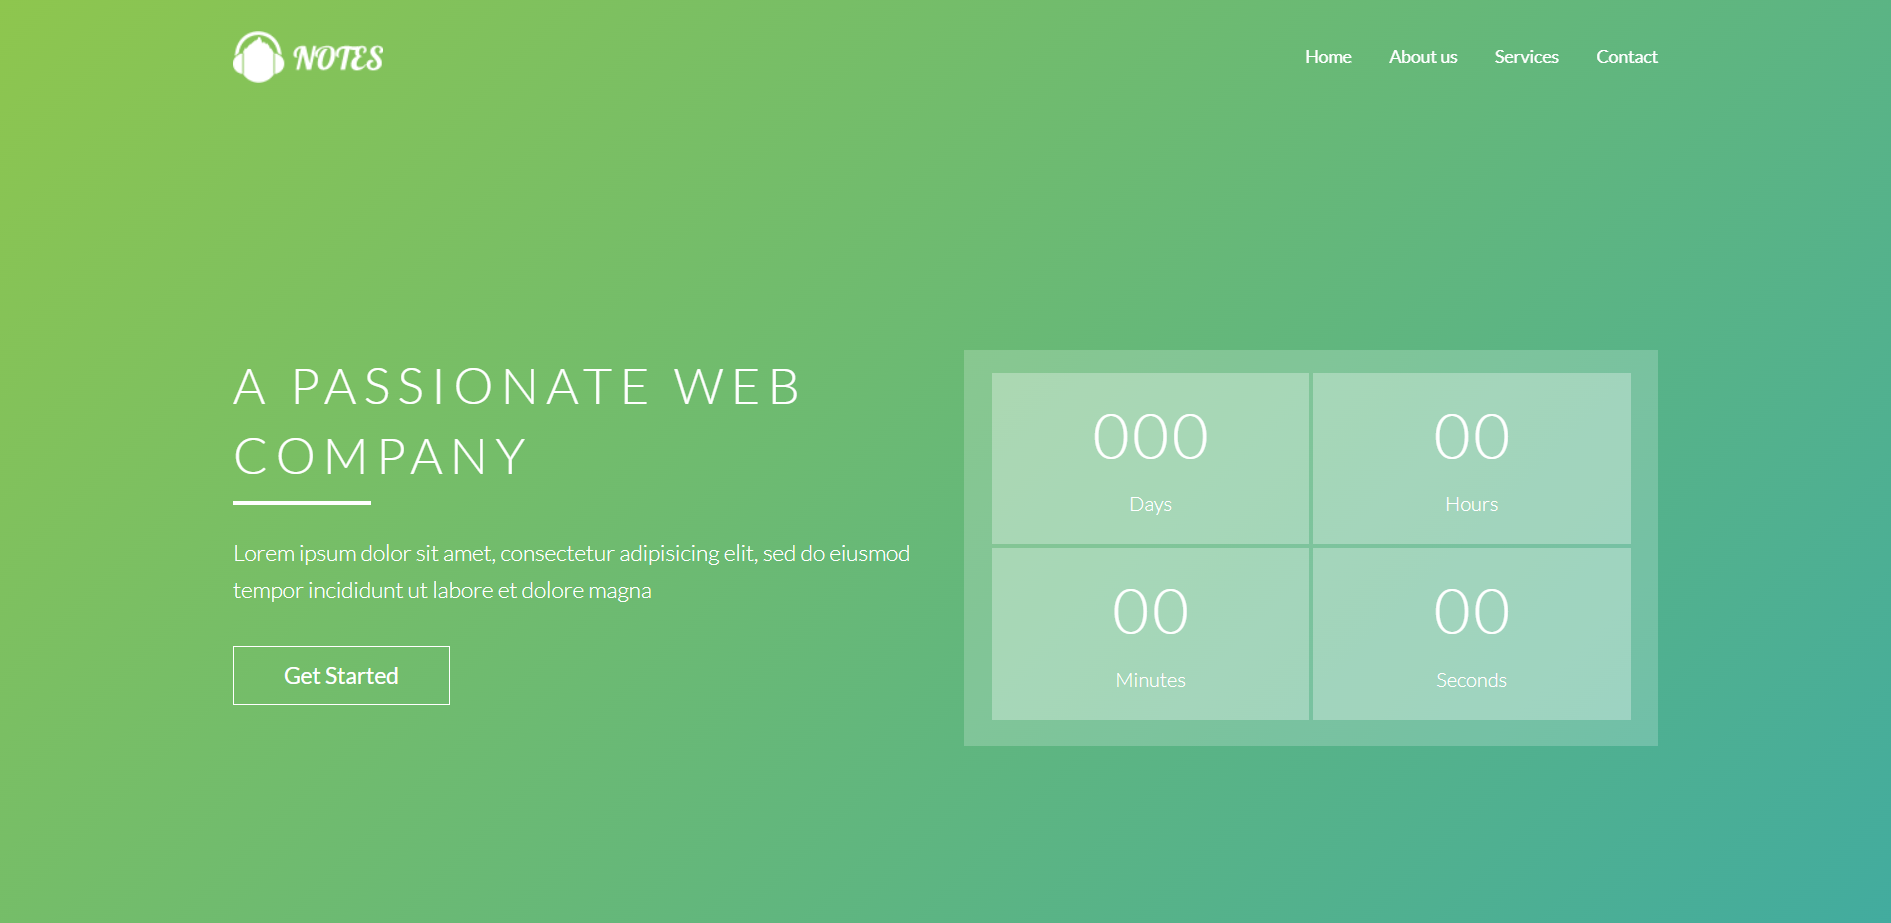 NOTES
Home About us Services Contact
A PASSIONATE WEB
COMPANY
Lorem ipsum dolor sit amet, consectetur adipisicing elit, sed do eiusmod
tempor incididunt ut labore et dolore magna
Get Started
000
Days
00
Hours
00
Minutes
00
Seconds